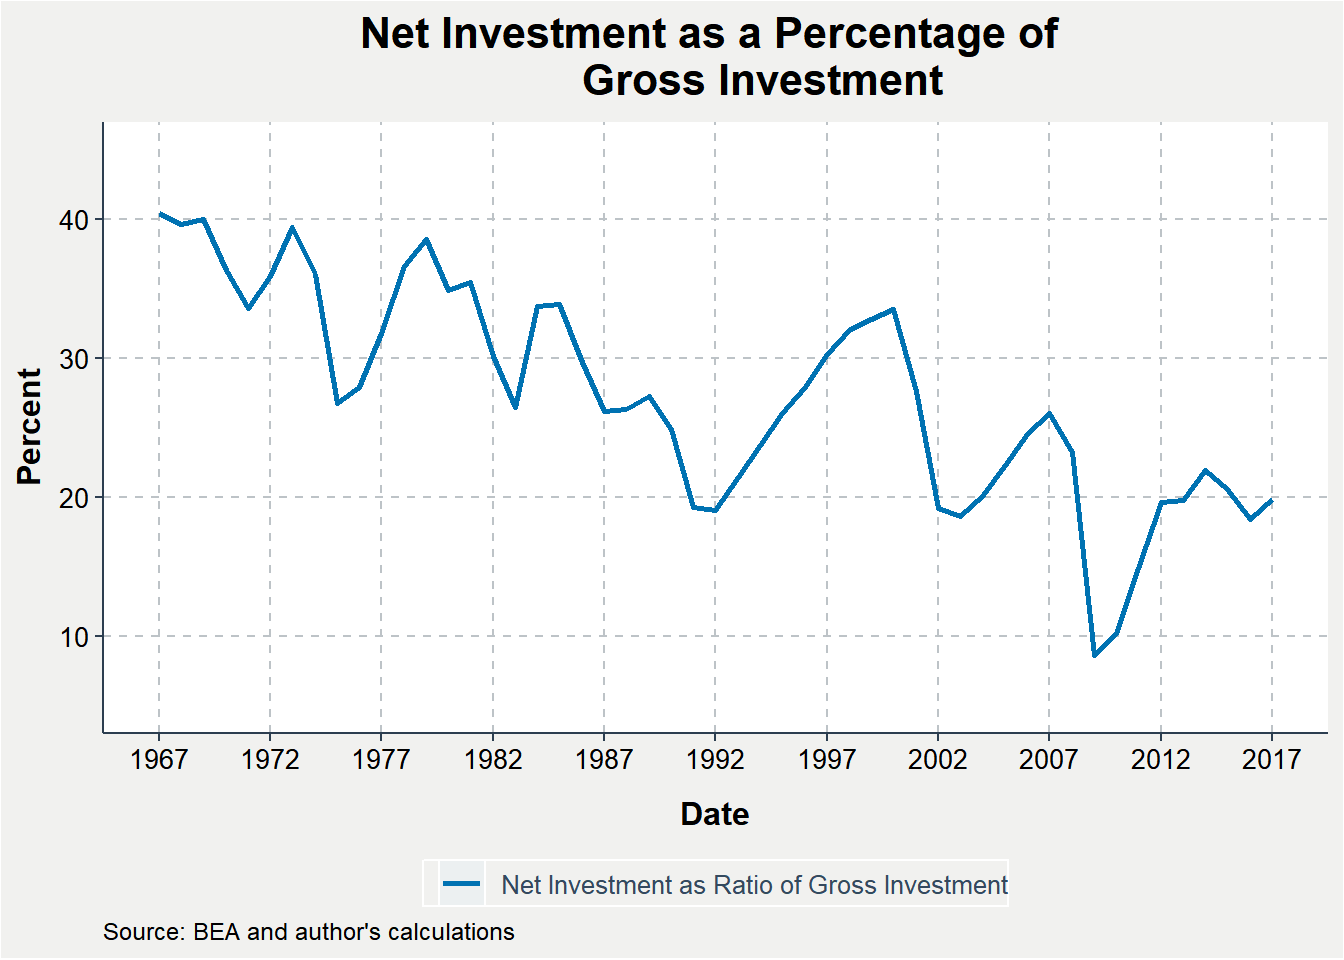 Net Investment as a Percentage of
Gross Investment
Percent
40
30
20
10
1967 1972 1977 1982 1987 1992 1997 2002 2007 2012 2017
Date
Net Investment as Ratio of Gross Investment
Source: BEA and author's calculations